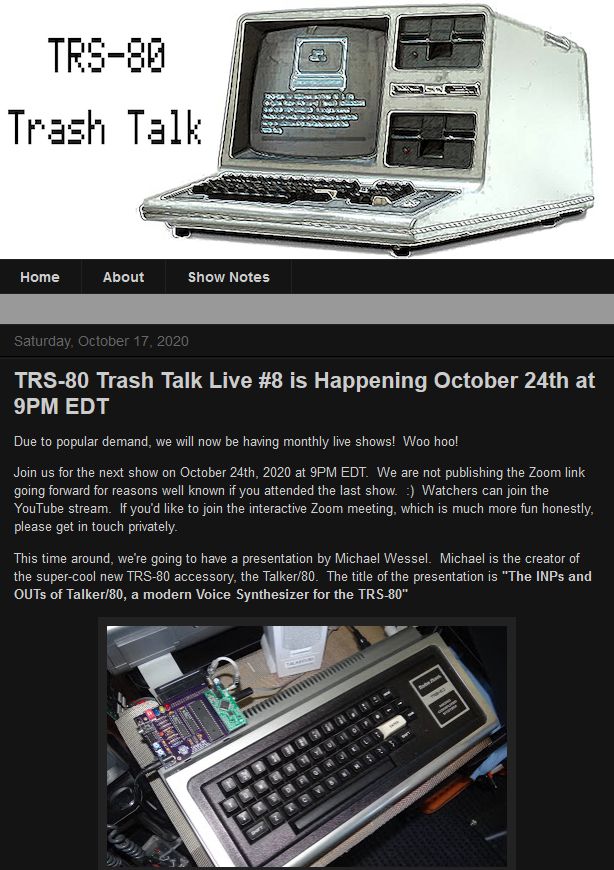 TRS-80
Trash Talk
Home
About
Show Notes
Saturday, October 17, 2020
TRS-80 Trash Talk Live #8 is Happening October 24th at
9PM EDT
Due to popular demand, we will now be having monthly live shows!  Woo hoo!
Join us for the next show on October 24th, 2020 at 9PM EDT.  We are not publishing the Zoom link
going forward for reasons well known if you attended the last show.  :)  Watchers can join the
YouTube stream.  If you'd like to join the interactive Zoom meeting, which is much more fun honestly,
please get in touch privately.
This time around, we're going to have a presentation by Michael Wessel.  Michael is the creator of
the super-cool new TRS-80 accessory, the Talker/80.  The title of the presentation is "The INPs and
OUTs of Talker/80, a modern Voice Synthesizer for the TRS-80"